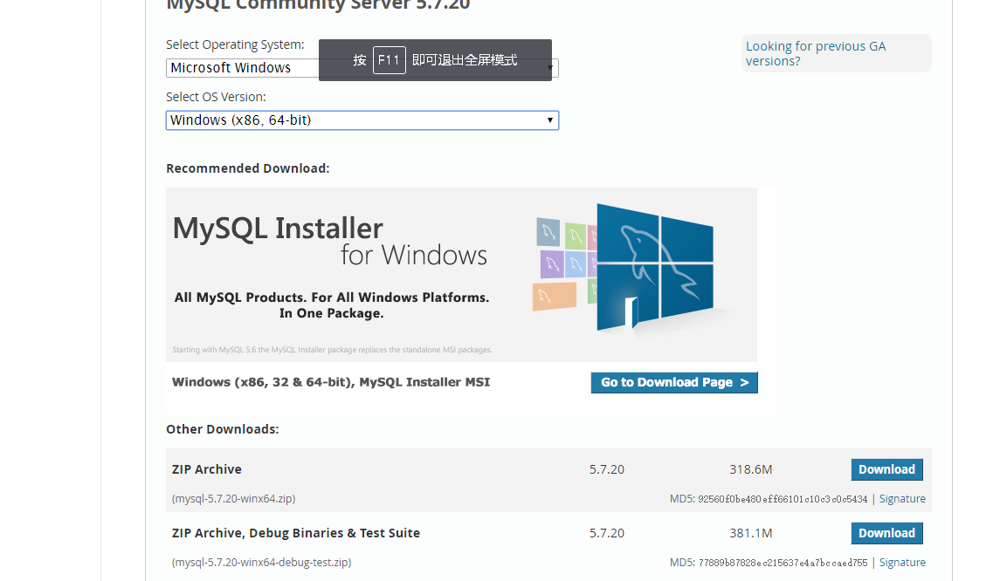 MySQL Community Server 5.7.20
Select Operating System:
Looking for previous GA
versions?
Microsoft Windows
按 F11 即可退出全屏模式
Select OS Version:
Windows (x86, 64-bit)
Recommended Download:
MySQL Installer
for Windows
All MySQL Products. For All Windows Platforms.
In One Package.
Starting with MySQL 5.6 the MySQL Installer package replaces the standalone MSI packages.
Windows (x86, 32 & 64-bit), MySQL Installer MSI
Go to Download Page >
Other Downloads:
ZIP Archive 5.7.20 318.6M Download
(mysql-5.7.20-winx64.zip) MD5: 92560f0be480eff66101c10c3c0c5434 | Signature
ZIP Archive, Debug Binaries & Test Suite 5.7.20 381.1M Download
(mysql-5.7.20-winx64-debug-test.zip) MD5: 77889b87828ec215637e4a7bccaed755 | Signature